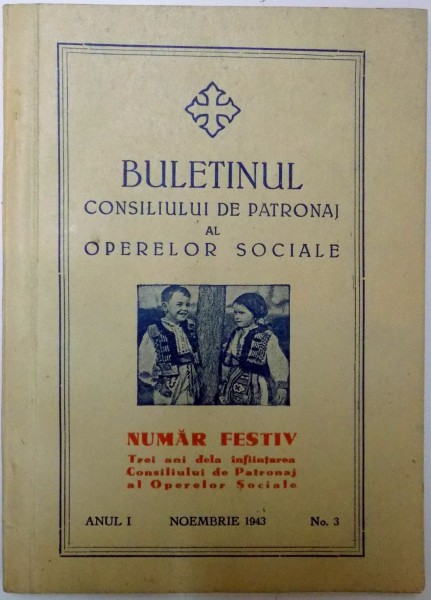 BULETINUL
CONSILIULUI DE PATRONAJ
AL
OPERELOR SOCIALE
NUMĂR FESTIV
Trei ani dela înființarea
Consiliului de Patronaj
al Operelor Sociale
ANUL I NOEMBRIE 1943 No. 3